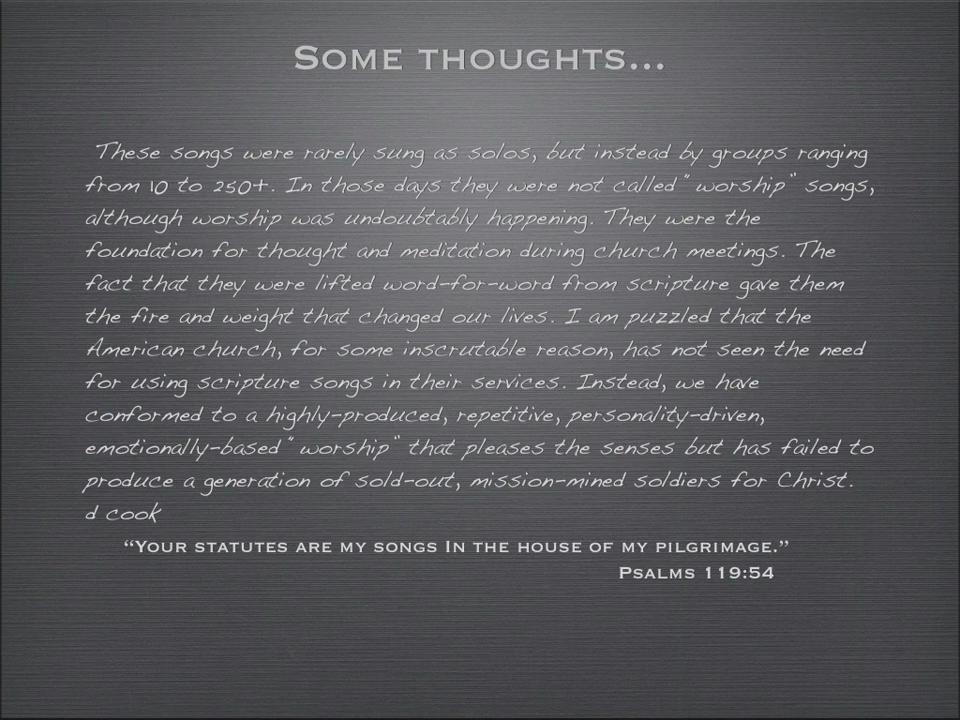 Some thoughts...
These songs were rarely sung as solos, but instead by groups ranging
from 10 to 250+. In those days they were not called "worship" songs,
although worship was undoubtably happening. They were the
foundation for thought and meditation during church meetings. The
fact that they were lifted word-for-word from scripture gave them
the fire and weight that changed our lives. I am puzzled that the
American church, for some inscrutable reason, has not seen the need
for using scripture songs in their services. Instead, we have
conformed to a highly-produced, repetitive, personality-driven,
emotionally-based "worship" that pleases the senses but has failed to
produce a generation of sold-out, mission-mined soldiers for Christ.
d cook
“Your statutes are my songs In the house of my pilgrimage.”
Psalms 119:54